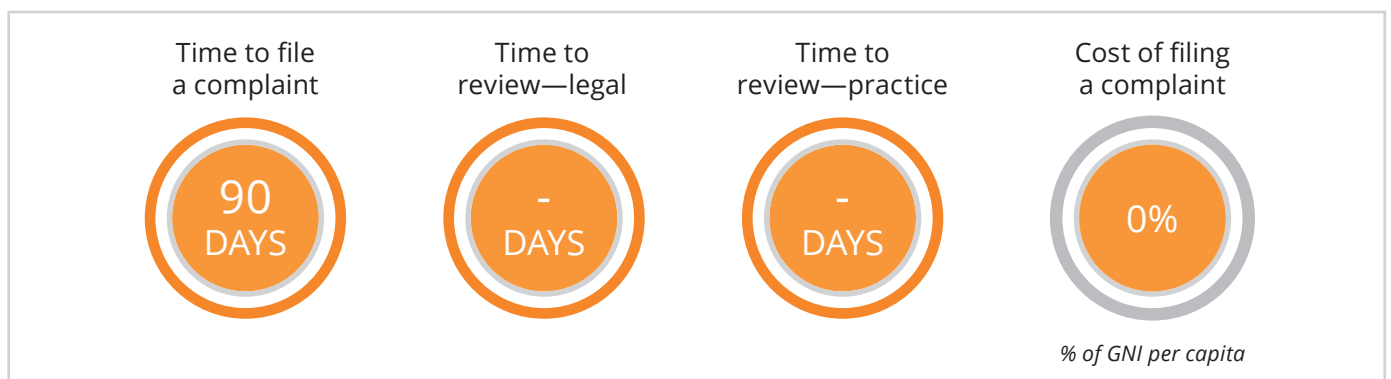 Time to file
a complaint
90
DAYS
Time to
review—legal
-
DAYS
Time to
review—practice
-
DAYS
Cost of filing
a complaint
0%
% of GNI per capita